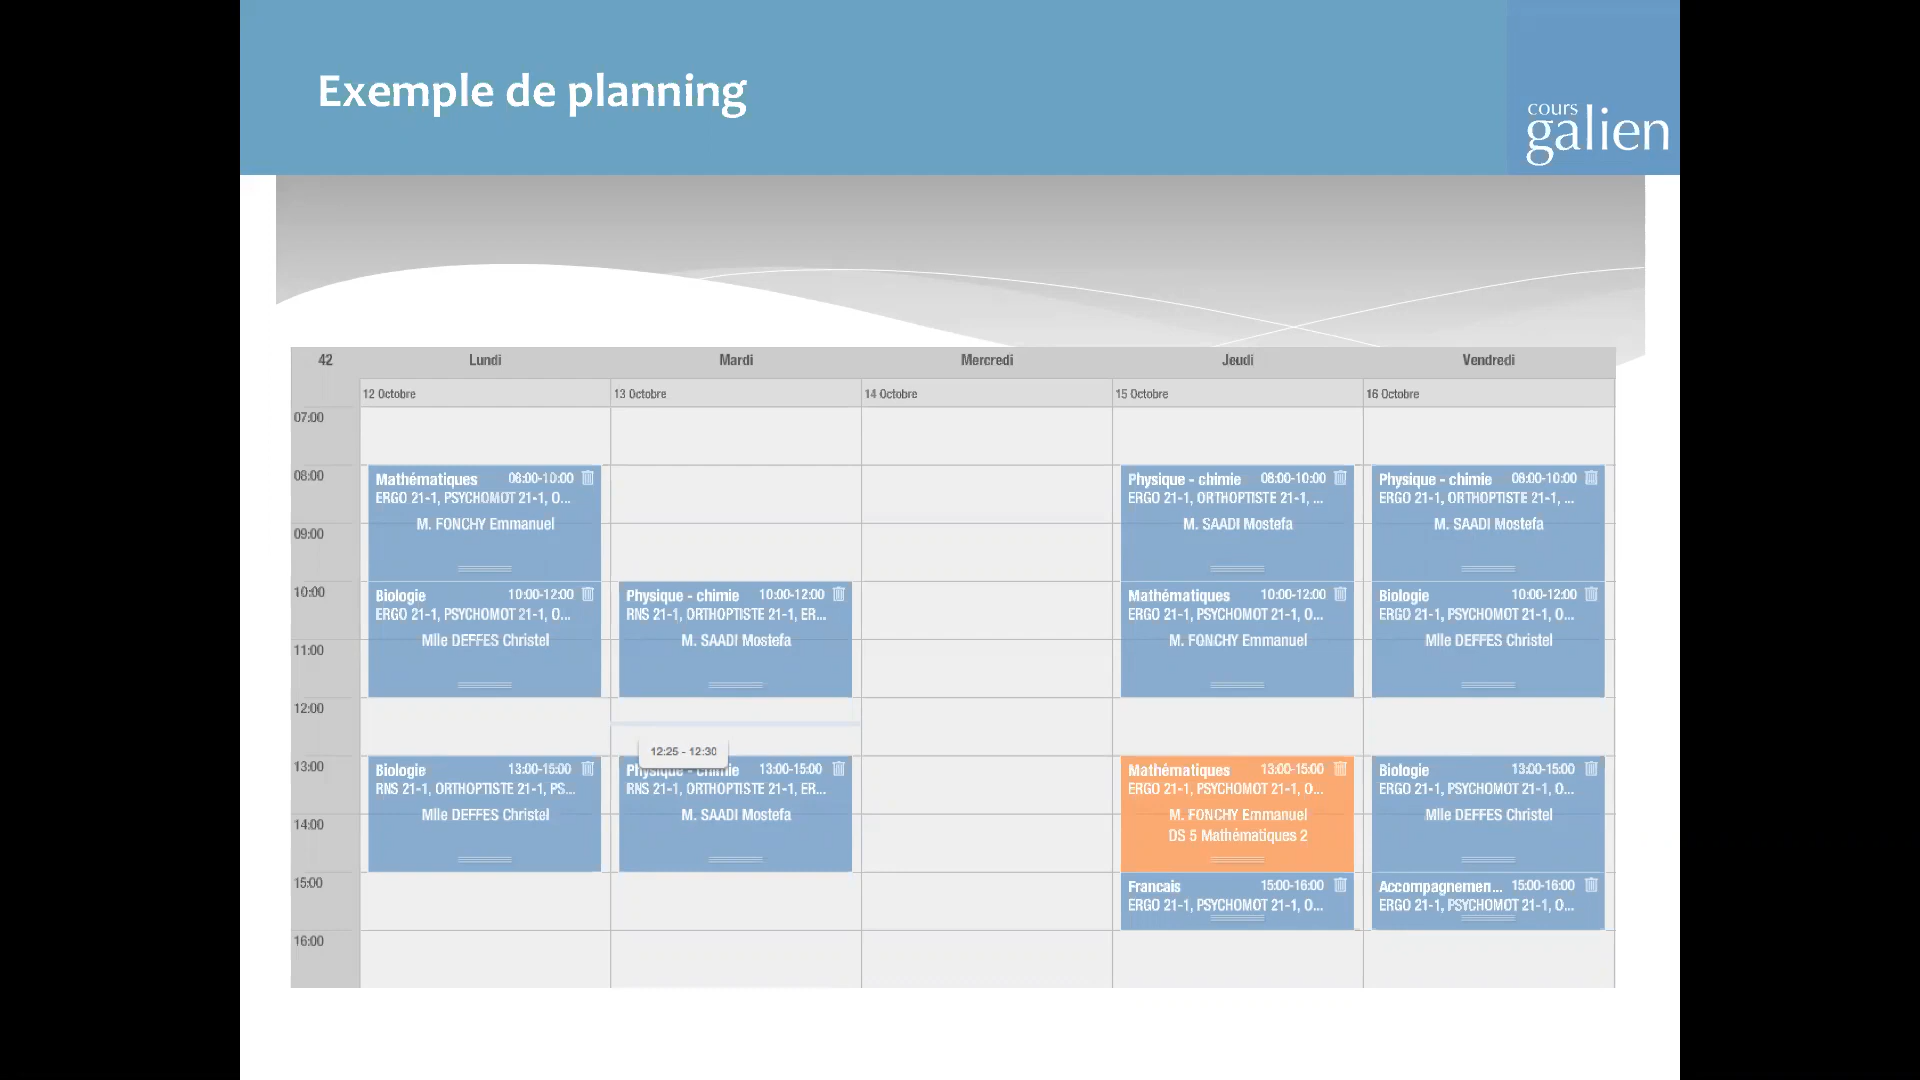 Exemple de planning
cours
galien
42 Lundi Mardi Mercredi Jeudi Vendredi
12 Octobre 13 Octobre 14 Octobre 15 Octobre 16 Octobre
07:00
08:00
Mathématiques 08:00-10:00
ERGO 21-1, PSYCHOMOT 21-1, O...
M. FONCHY Emmanuel
Physique - chimie 08:00-10:00
ERGO 21-1, ORTHOPTISTE 21-1, ...
M. SAADI Mostefa
Physique - chimie 08:00-10:00
ERGO 21-1, ORTHOPTISTE 21-1, ...
M. SAADI Mostefa
09:00
10:00
Biologie 10:00-12:00
ERGO 21-1, PSYCHOMOT 21-1, O...
Mlle DEFFES Christel
Physique - chimie 10:00-12:00
RNS 21-1, ORTHOPTISTE 21-1, ER...
M. SAADI Mostefa
Mathématiques 10:00-12:00
ERGO 21-1, PSYCHOMOT 21-1, O...
M. FONCHY Emmanuel
Biologie 10:00-12:00
ERGO 21-1, PSYCHOMOT 21-1, O...
Mlle DEFFES Christel
11:00
12:00
12:25 - 12:30
13:00
Biologie 13:00-15:00
RNS 21-1, ORTHOPTISTE 21-1, PS...
Mlle DEFFES Christel
Physique - chimie 13:00-15:00
RNS 21-1, ORTHOPTISTE 21-1, ER...
M. SAADI Mostefa
Mathématiques 13:00-15:00
ERGO 21-1, PSYCHOMOT 21-1, O...
M. FONCHY Emmanuel
DS 5 Mathématiques 2
Biologie 13:00-15:00
ERGO 21-1, PSYCHOMOT 21-1, O...
Mlle DEFFES Christel
14:00
15:00
Francais 15:00-16:00
ERGO 21-1, PSYCHOMOT 21-1, O...
Accompagnemen... 15:00-16:00
ERGO 21-1, PSYCHOMOT 21-1, O...
16:00